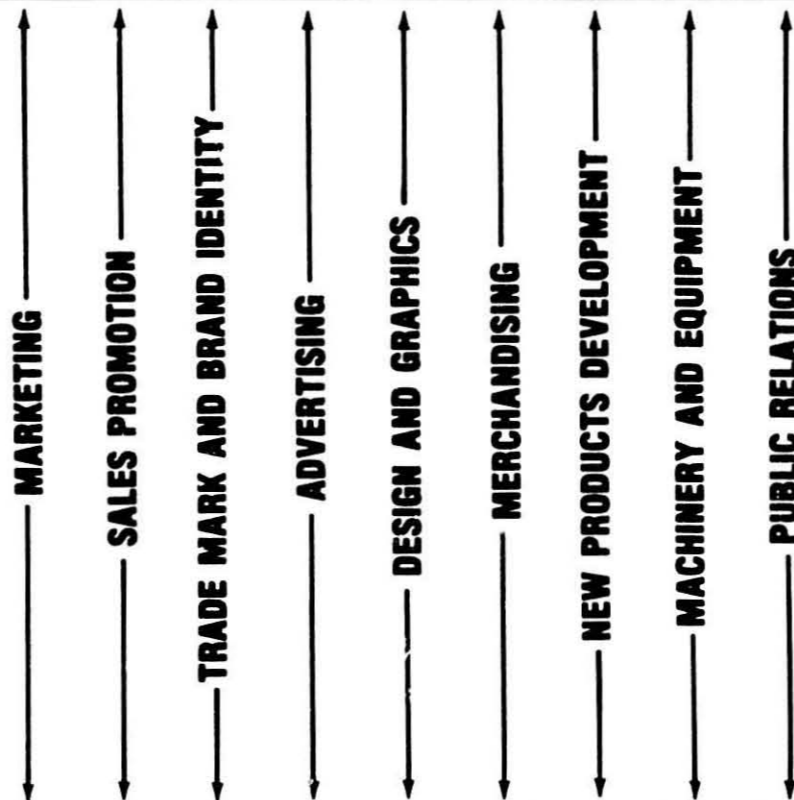 MARKETING
SALES PROMOTION
TRADE MARK AND BRAND IDENTITY
ADVERTISING
DESIGN AND GRAPHICS
MERCHANDISING
NEW PRODUCTS DEVELOPMENT
MACHINERY AND EQUIPMENT
PUBLIC RELATIONS